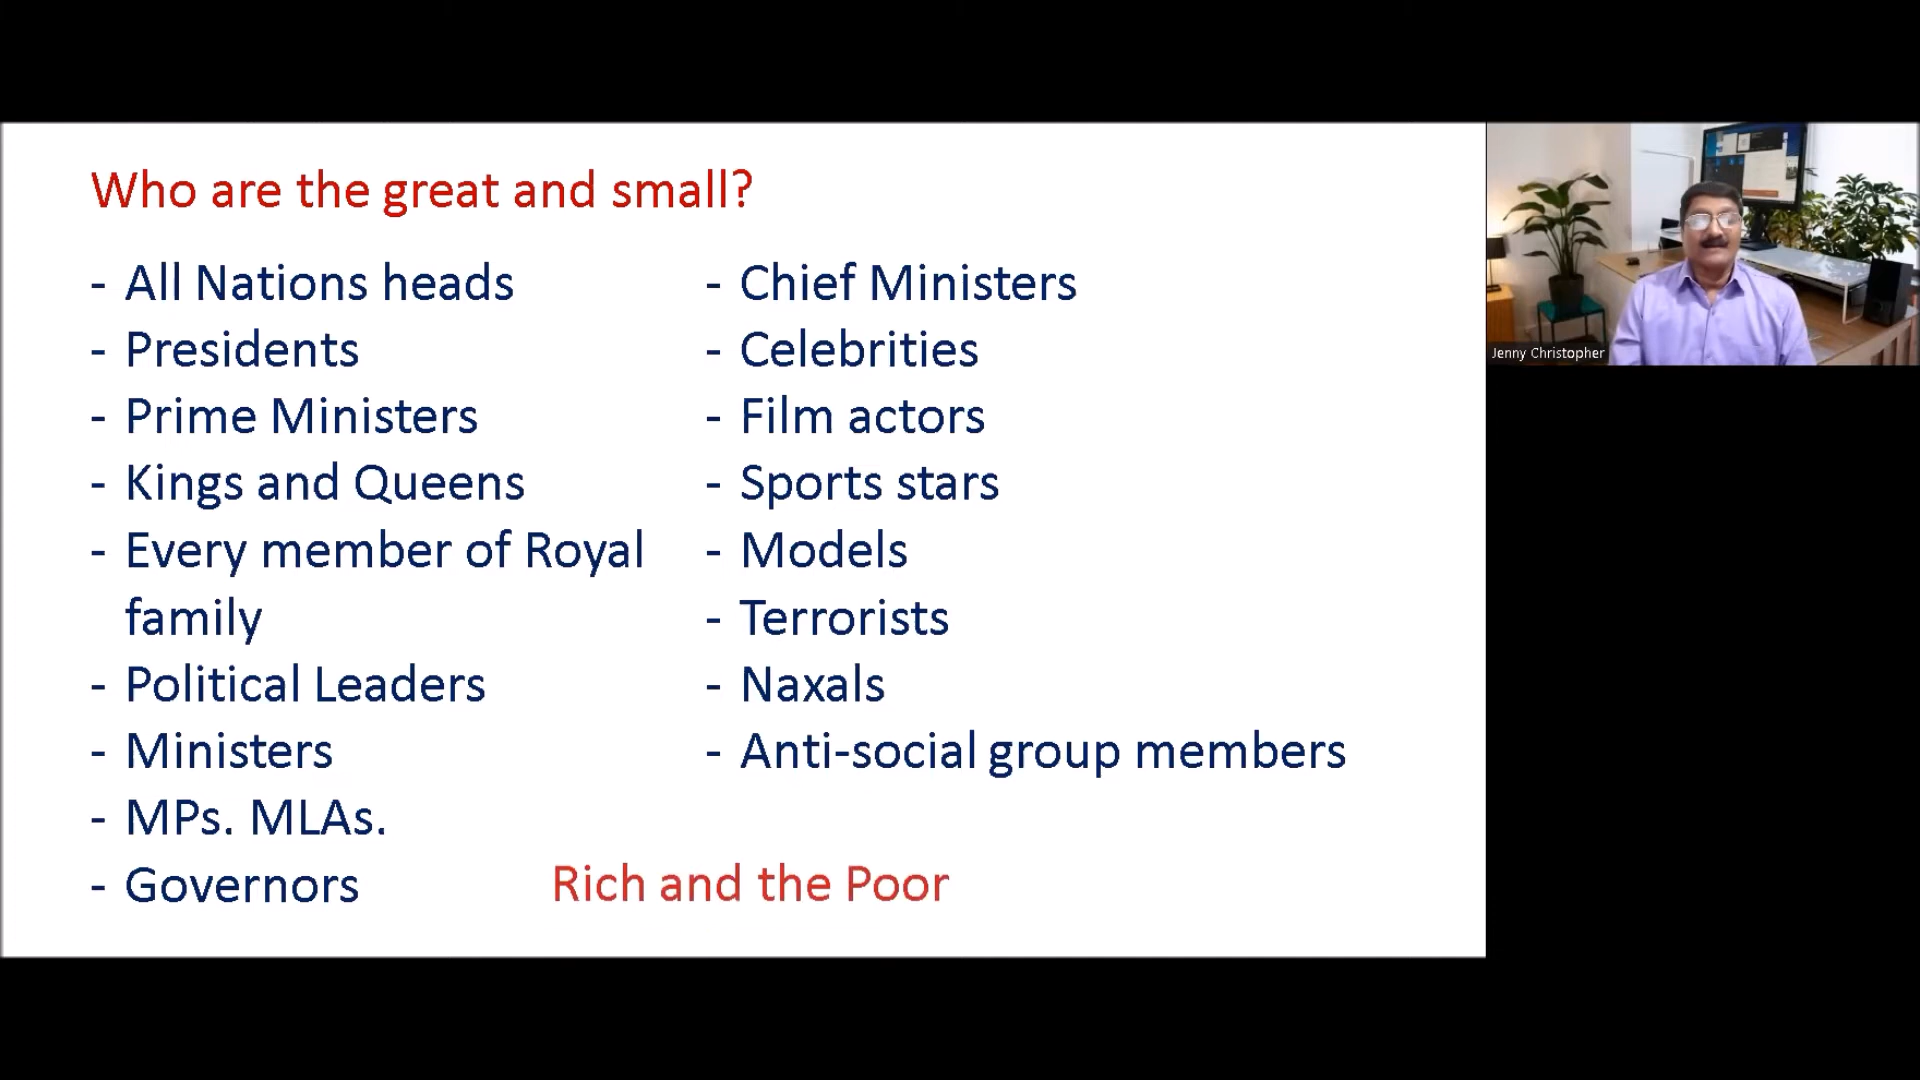 Who are the great and small?
- All Nations heads
- Presidents
- Prime Ministers
- Kings and Queens
- Every member of Royal
family
- Political Leaders
- Ministers
- MPs. MLAs.
- Governors
- Chief Ministers
- Celebrities
- Film actors
- Sports stars
- Models
- Terrorists
- Naxals
- Anti-social group members
Rich and the Poor
Jenny Christopher